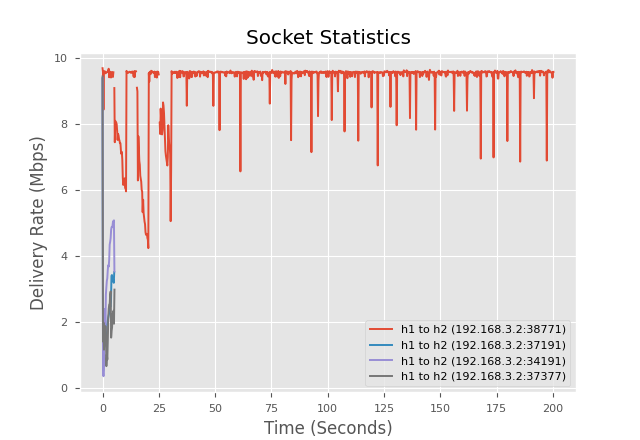 Socket Statistics
Delivery Rate (Mbps)
10
8
6
4
2
0
0
25
50
75
100
125
150
175
200
Time (Seconds)
h1 to h2 (192.168.3.2:38771)
h1 to h2 (192.168.3.2:37191)
h1 to h2 (192.168.3.2:34191)
h1 to h2 (192.168.3.2:37377)